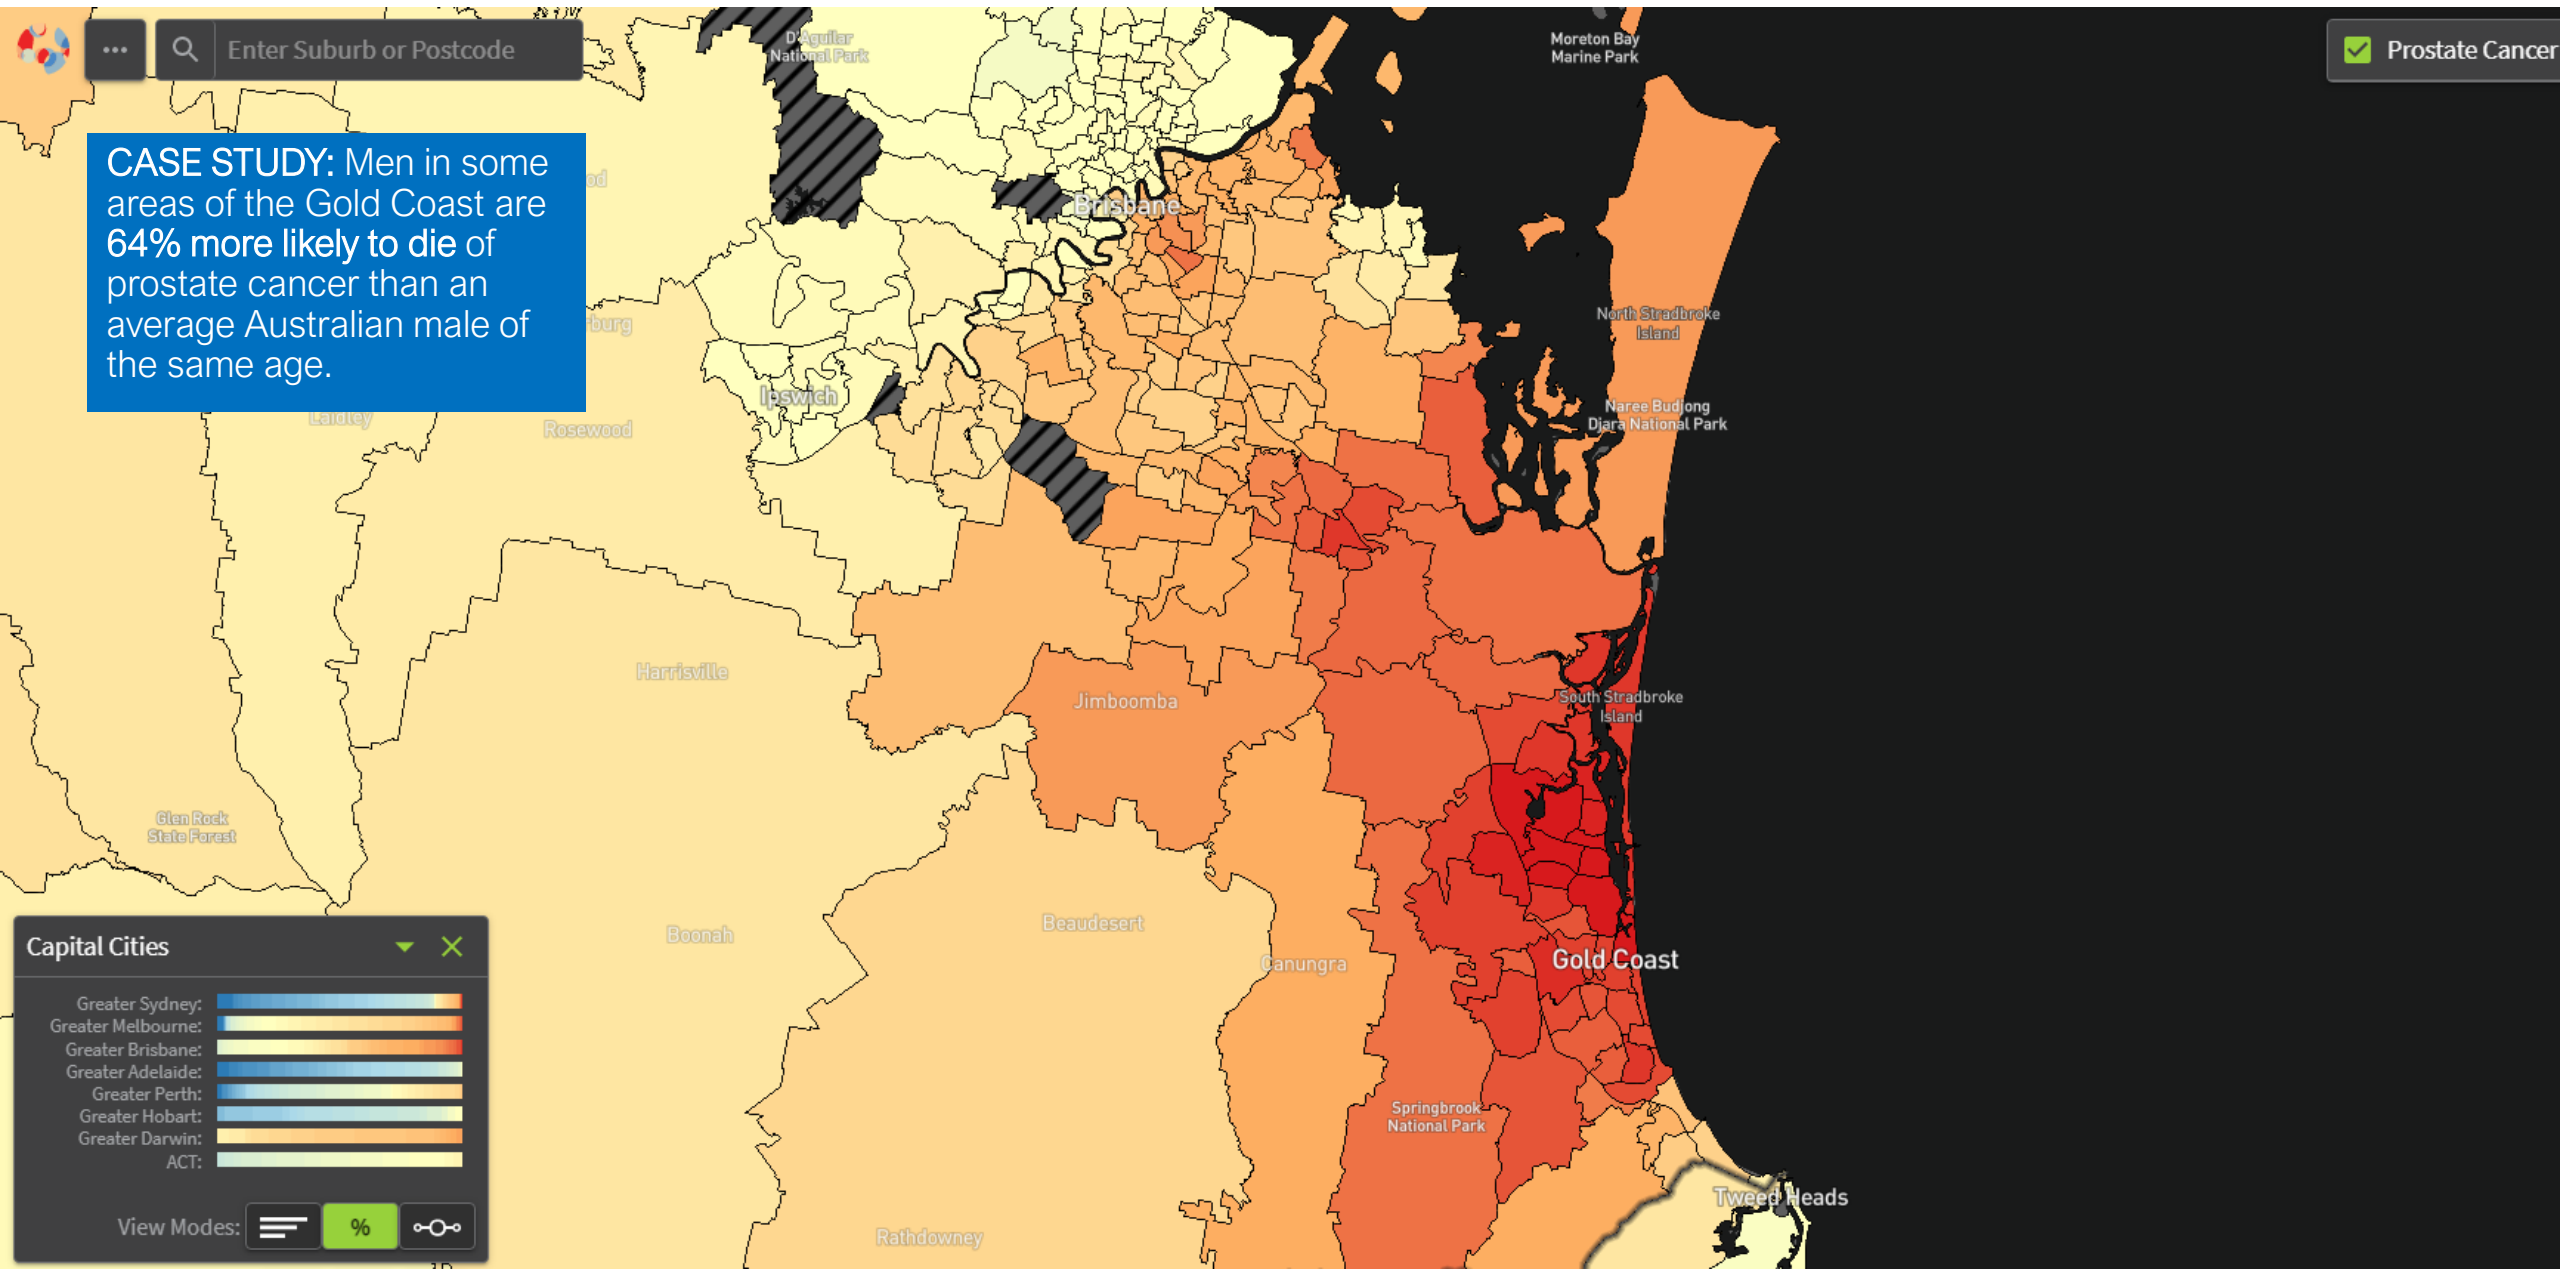 Enter Suburb or Postcode
Prostate Cancer
D'Aguilar
National Park
Moreton Bay
Marine Park
CASE STUDY: Men in some
areas of the Gold Coast are
64% more likely to die of
prostate cancer than an
average Australian male of
the same age.
od
Brisbane
burg
North Stradbroke
Island
Ipswich
Naree Budjong
Djara National Park
Laidley
Rosewood
Harrisville
Jimboomba
South Stradbroke
Island
Glen Rock
State Forest
Boonah
Beaudesert
Canungra
Gold Coast
Capital Cities
Greater Sydney:
Greater Melbourne:
Greater Brisbane:
Greater Adelaide:
Greater Perth:
Greater Hobart:
Greater Darwin:
ACT:
View Modes:
%
Springbrook
National Park
Tweed Heads
Rathdowney